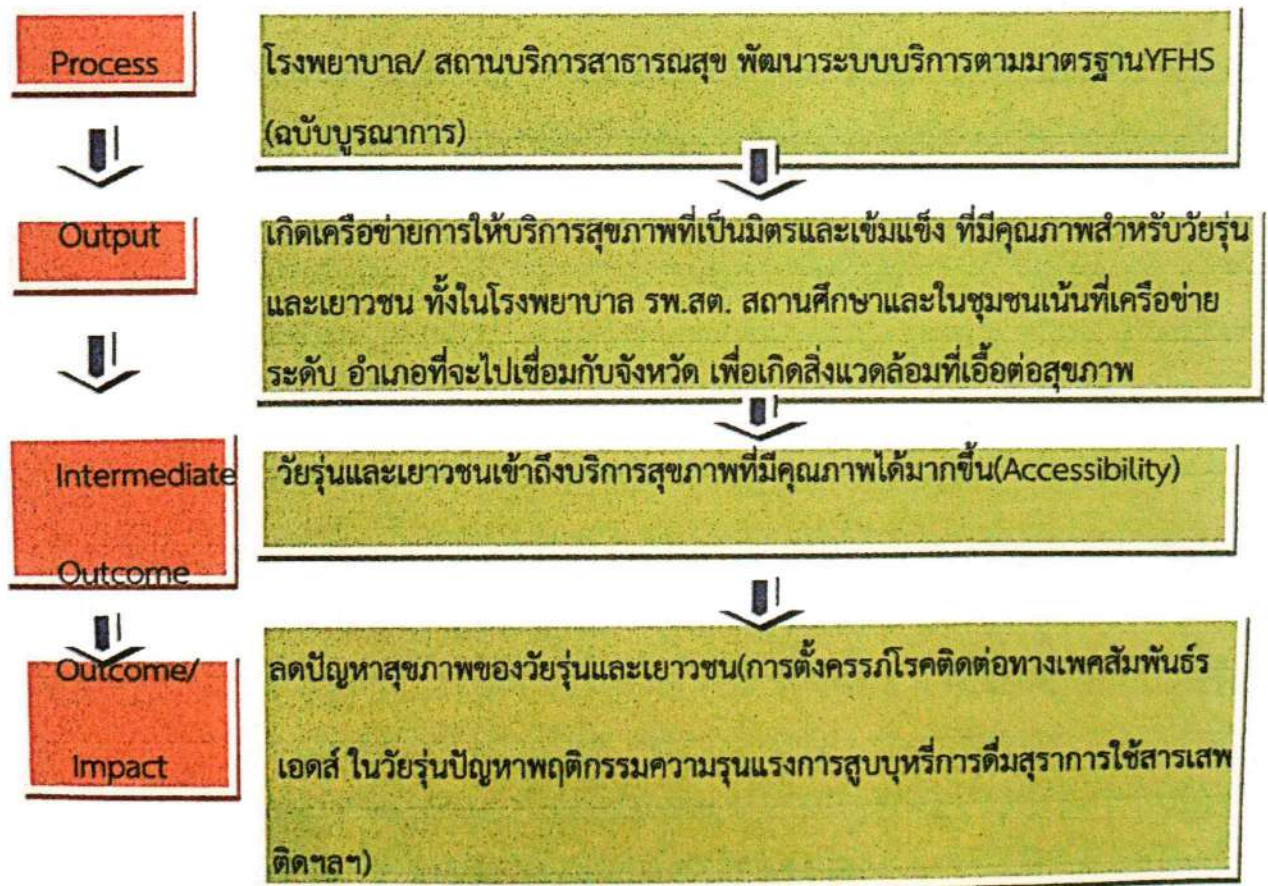 Process
โรงพยาบาล/ สถานบริการสาธารณสุข พัฒนาระบบบริการตามมาตรฐานYFHS
(ฉบับบูรณาการ)
Output
เกิดเครือข่ายการให้บริการสุขภาพที่เป็นมิตรและเข้มแข็ง ที่มีคุณภาพสำหรับวัยรุ่น
และเยาวชน ทั้งในโรงพยาบาล รพ.สต. สถานศึกษาและในชุมชนเน้นที่เครือข่าย
ระดับ อำเภอที่จะไปเชื่อมกับจังหวัด เพื่อเกิดสิ่งแวดล้อมที่เอื้อต่อสุขภาพ
Intermediate
Outcome
วัยรุ่นและเยาวชนเข้าถึงบริการสุขภาพที่มีคุณภาพได้มากขึ้น(Accessibility)
Outcome/
Impact
ลดปัญหาสุขภาพของวัยรุ่นและเยาวชน(การตั้งครรภ์โรคติดต่อทางเพศสัมพันธ์ร
เอดส์ ในวัยรุ่นปัญหาพฤติกรรมความรุนแรงการสูบบุหรี่การดื่มสุราการใช้สารเสพ
ติดฯลฯ)